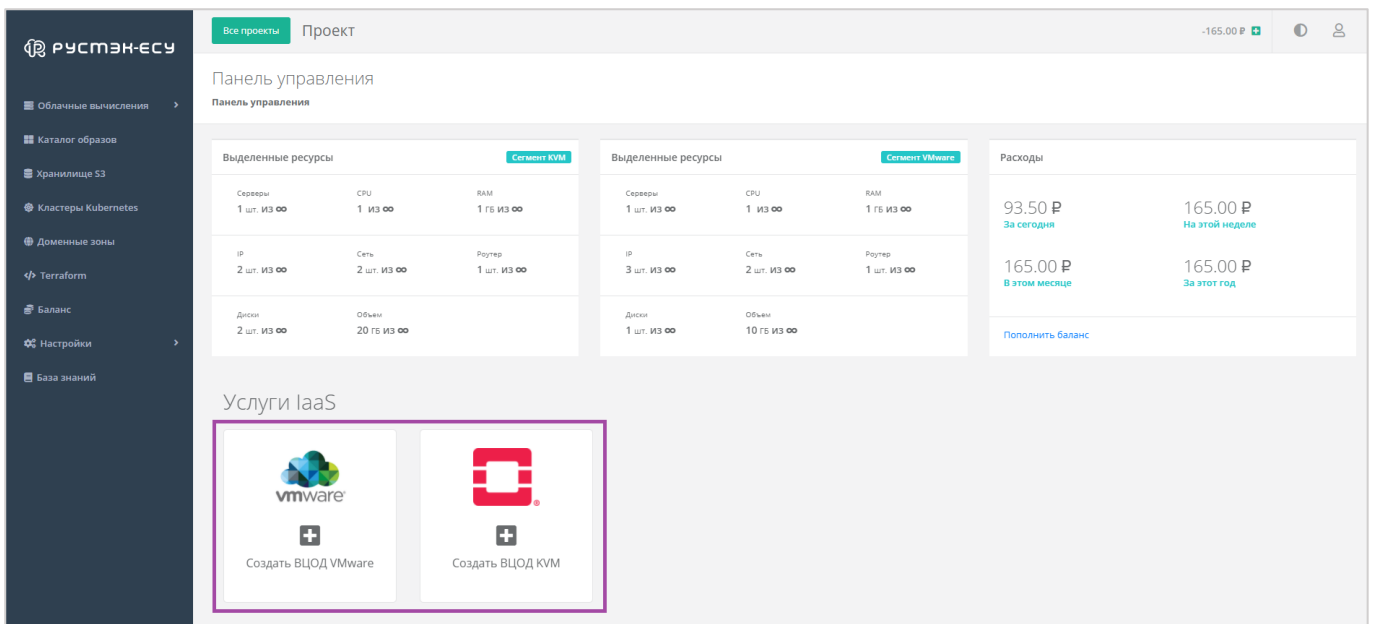 РУСТЭК-ЕСУ
Все проекты Проект -165.00 ₽
Облачные вычисления
Каталог образов
Хранилище S3
Кластеры Kubernetes
Доменные зоны
Terraform
Баланс
Настройки
База знаний
Панель управления
Панель управления
Выделенные ресурсы Сегмент KVM
Серверы CPU RAM
1 шт. из ∞ 1 из ∞ 1 ГБ из ∞
IP Сеть Роутер
2 шт. из ∞ 2 шт. из ∞ 1 шт. из ∞
Диски Объем
2 шт. из ∞ 20 ГБ из ∞
Выделенные ресурсы Сегмент VMware
Серверы CPU RAM
1 шт. из ∞ 1 из ∞ 1 ГБ из ∞
IP Сеть Роутер
3 шт. из ∞ 2 шт. из ∞ 1 шт. из ∞
Диски Объем
1 шт. из ∞ 10 ГБ из ∞
Расходы
93.50 ₽ 165.00 ₽
За сегодня На этой неделе
165.00 ₽ 165.00 ₽
В этом месяце За этот год
Пополнить баланс
Услуги IaaS
vmware®
Создать ВЦОД VMware
®
Создать ВЦОД KVM